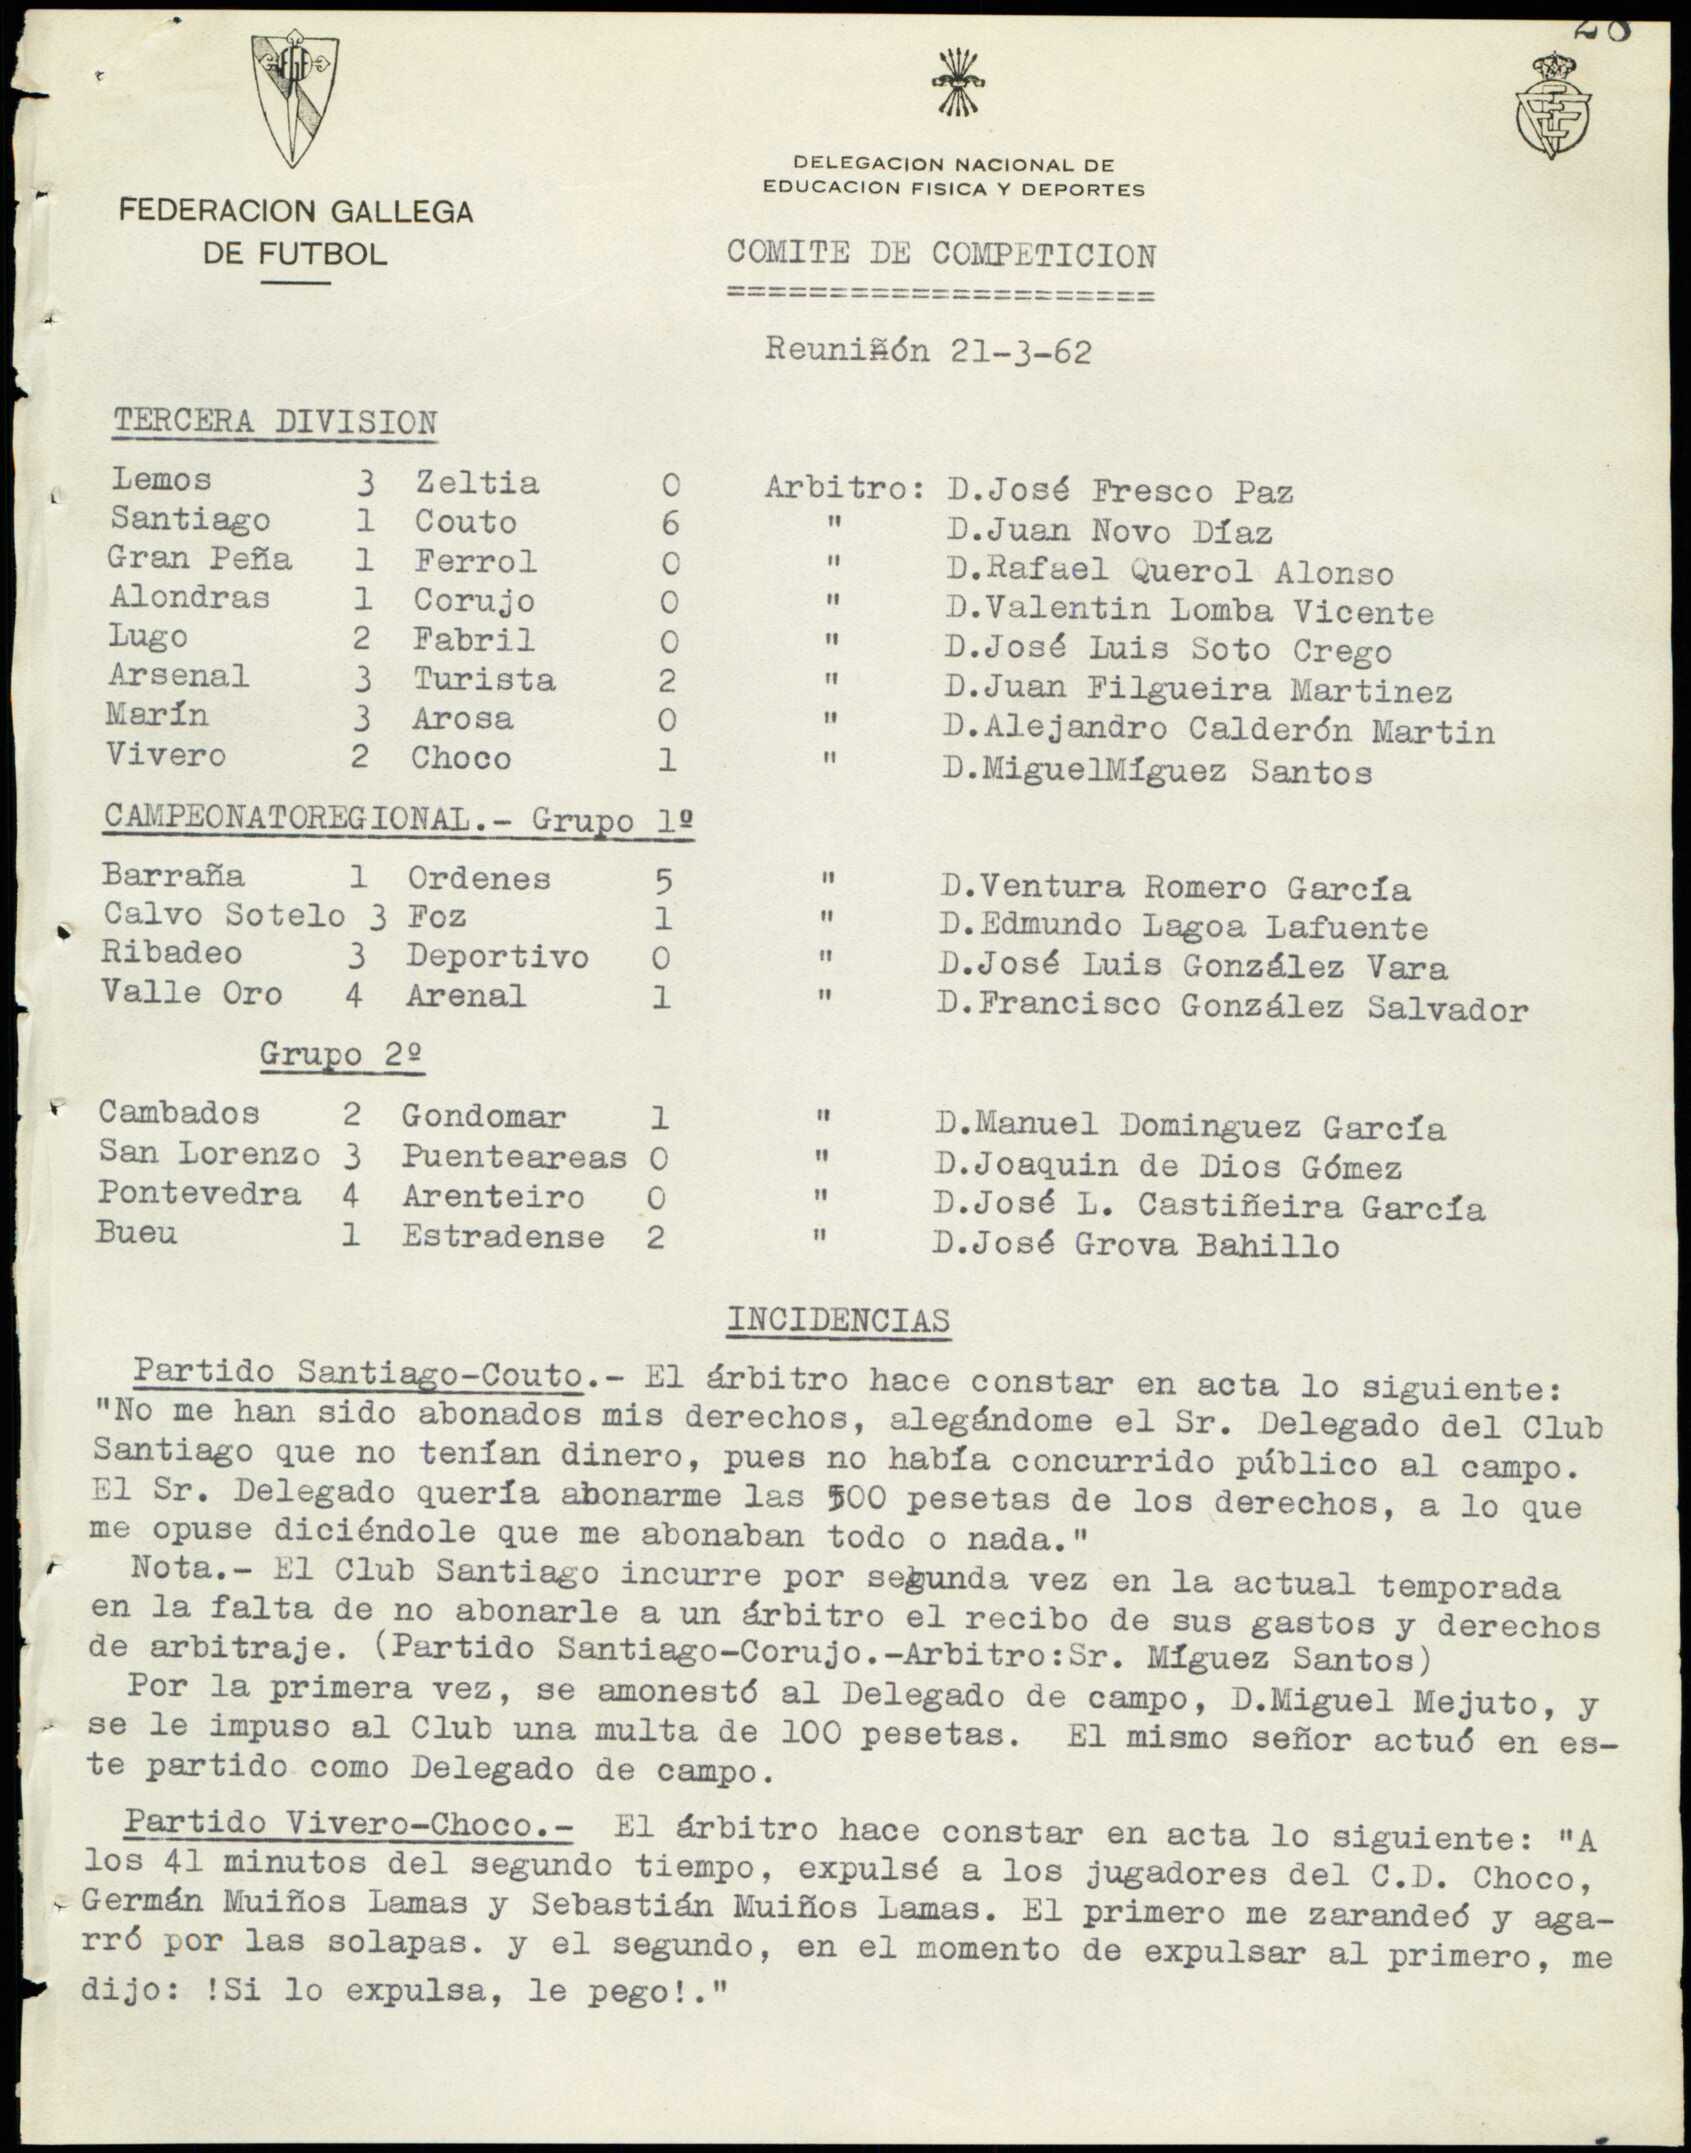 28
FEDERACION GALLEGA
DE FUTBOL
DELEGACION NACIONAL DE
EDUCACION FISICA Y DEPORTES
COMITE DE COMPETICION
=====================
Reuniñón 21-3-62
TERCERA DIVISION
Lemos 3 Zeltia 0 Arbitro: D.José Fresco Paz
Santiago 1 Couto 6 " D.Juan Novo Díaz
Gran Peña 1 Ferrol 0 " D.Rafael Querol Alonso
Alondras 1 Corujo 0 " D.Valentin Lomba Vicente
Lugo 2 Fabril 0 " D.José Luis Soto Crego
Arsenal 3 Turista 2 " D.Juan Filgueira Martinez
Marín 3 Arosa 0 " D.Alejandro Calderón Martin
Vivero 2 Choco 1 " D.MiguelMíguez Santos
CAMPEONATOREGIONAL.- Grupo 1º
Barraña 1 Ordenes 5 " D.Ventura Romero García
Calvo Sotelo 3 Foz 1 " D.Edmundo Lagoa Lafuente
Ribadeo 3 Deportivo 0 " D.José Luis González Vara
Valle Oro 4 Arenal 1 " D.Francisco González Salvador
Grupo 2º
Cambados 2 Gondomar 1 " D.Manuel Dominguez García
San Lorenzo 3 Puenteareas 0 " D.Joaquin de Dios Gómez
Pontevedra 4 Arenteiro 0 " D.José L. Castiñeira García
Bueu 1 Estradense 2 " D.José Grova Bahillo
INCIDENCIAS
Partido Santiago-Couto.- El árbitro hace constar en acta lo siguiente:
"No me han sido abonados mis derechos, alegándome el Sr. Delegado del Club
Santiago que no tenían dinero, pues no había concurrido público al campo.
El Sr. Delegado quería abonarme las 500 pesetas de los derechos, a lo que
me opuse diciéndole que me abonaban todo o nada."
Nota.- El Club Santiago incurre por segunda vez en la actual temporada
en la falta de no abonarle a un árbitro el recibo de sus gastos y derechos
de arbitraje. (Partido Santiago-Corujo.-Arbitro:Sr. Míguez Santos)
Por la primera vez, se amonestó al Delegado de campo, D.Miguel Mejuto, y
se le impuso al Club una multa de 100 pesetas. El mismo señor actuó en es-
te partido como Delegado de campo.
Partido Vivero-Choco.- El árbitro hace constar en acta lo siguiente: "A
los 41 minutos del segundo tiempo, expulsé a los jugadores del C.D. Choco,
Germán Muiños Lamas y Sebastián Muiños Lamas. El primero me zarandeó y aga-
rró por las solapas. y el segundo, en el momento de expulsar al primero, me
dijo: !Si lo expulsa, le pego!."